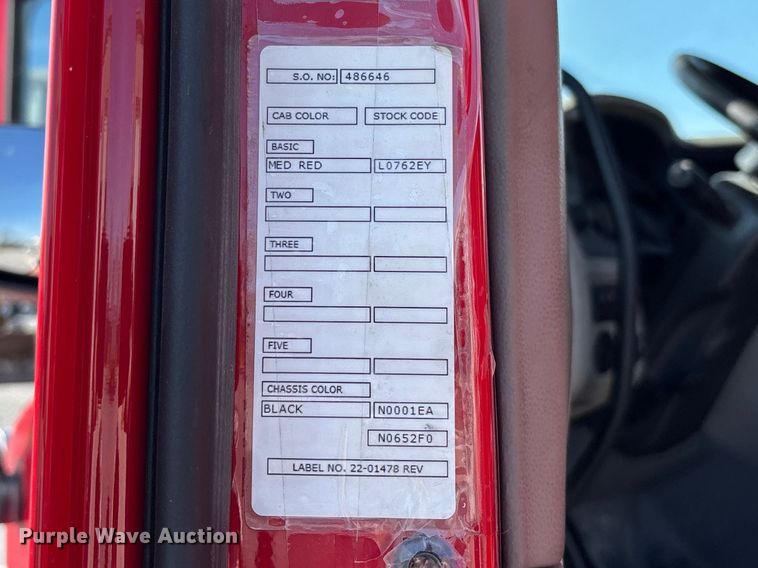 S.O. NO: 486646
CAB COLOR STOCK CODE
BASIC
MED RED L0762EY
TWO
THREE
FOUR
FIVE
CHASSIS COLOR
BLACK N0001EA
N0652F0
LABEL NO. 22-01478 REV
Purple Wave Auction